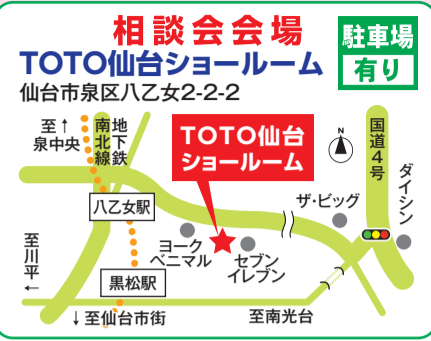 相談会会場
TOTO仙台ショールーム
仙台市泉区八乙女2-2-2
駐車場
有り
至↑
泉中央
地下鉄
南北線
TOTO仙台
ショールーム
N
国道4号
ダイシン
ザ・ビッグ
八乙女駅
ヨーク
ベニマル
セブン
イレブン
至川平
←
黒松駅
↓至仙台市街
至南光台